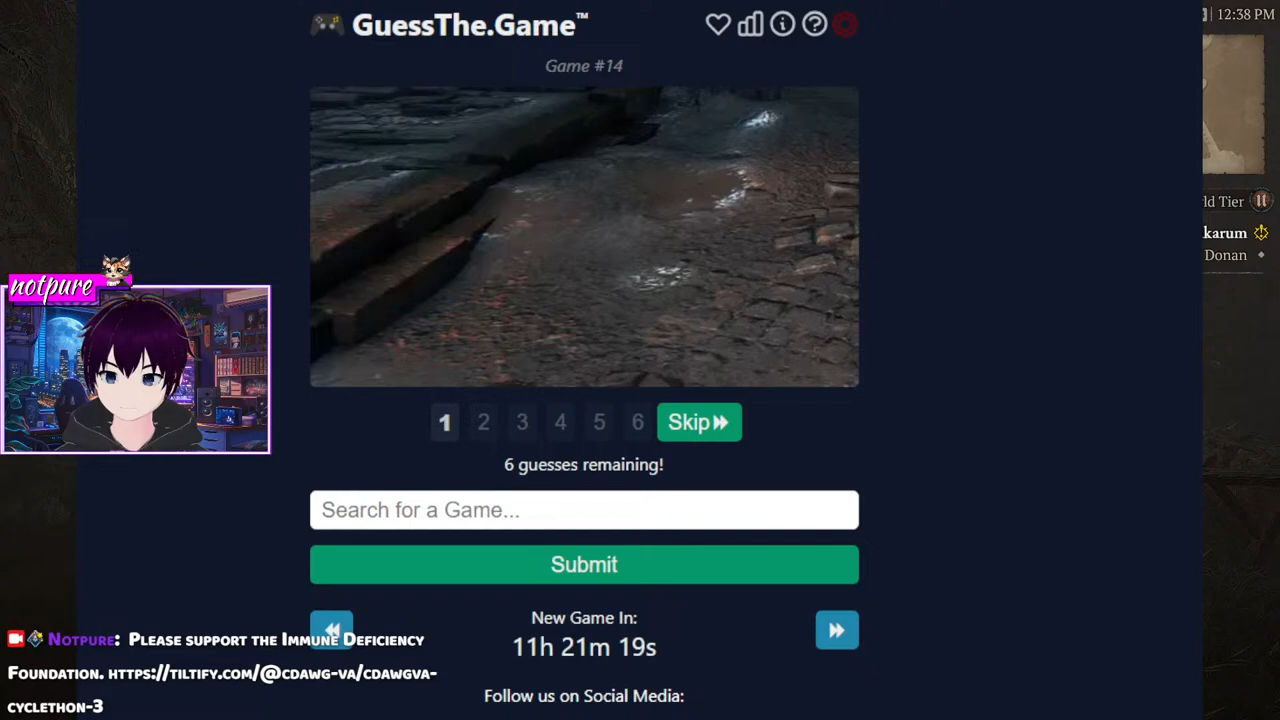 GuessThe.Game™
12:38 PM
Game #14
ld Tier
karum
Donan
notpure
1 2 3 4 5 6 Skip
6 guesses remaining!
Search for a Game...
Submit
New Game In:
11h 21m 19s
Notpure: Please support the Immune Deficiency
Foundation. https://tiltify.com/@cdawg-va/cdawgva-
cyclethon-3
Follow us on Social Media: